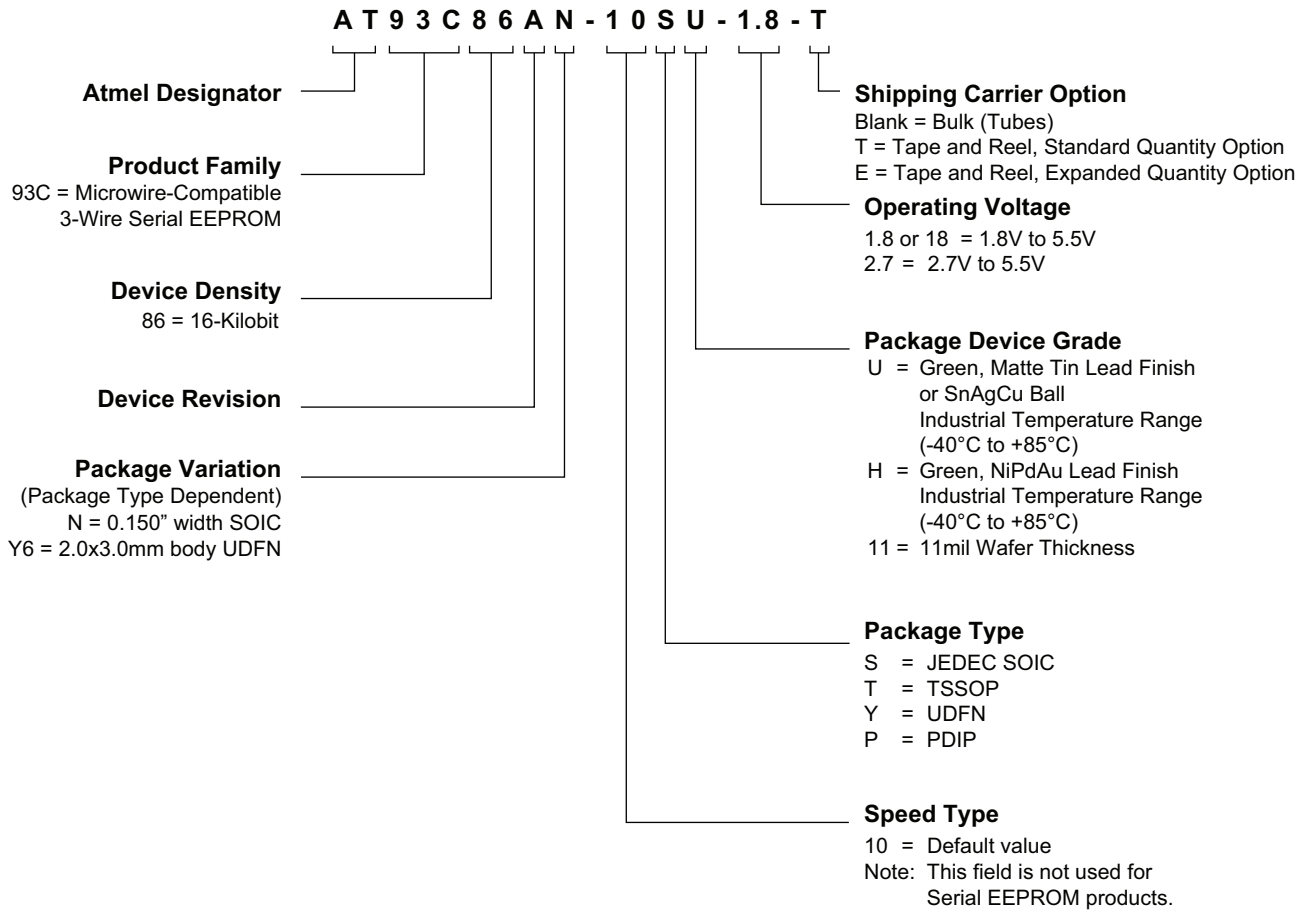 AT93C86AN-10SU-1.8-T
Atmel Designator
Product Family
93C = Microwire-Compatible
3-Wire Serial EEPROM
Device Density
86 = 16-Kilobit
Device Revision
Package Variation
(Package Type Dependent)
N = 0.150” width SOIC
Y6 = 2.0x3.0mm body UDFN
Shipping Carrier Option
Blank = Bulk (Tubes)
T = Tape and Reel, Standard Quantity Option
E = Tape and Reel, Expanded Quantity Option
Operating Voltage
1.8 or 18 = 1.8V to 5.5V
2.7 = 2.7V to 5.5V
Package Device Grade
U = Green, Matte Tin Lead Finish
or SnAgCu Ball
Industrial Temperature Range
(-40°C to +85°C)
H = Green, NiPdAu Lead Finish
Industrial Temperature Range
(-40°C to +85°C)
11 = 11mil Wafer Thickness
Package Type
S = JEDEC SOIC
T = TSSOP
Y = UDFN
P = PDIP
Speed Type
10 = Default value
Note: This field is not used for
Serial EEPROM products.